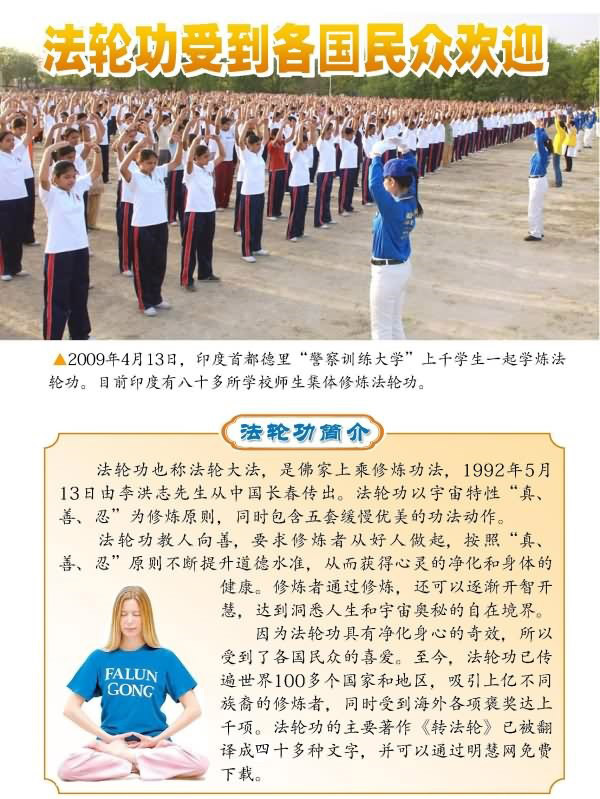 法轮功受到各国民众欢迎
▲2009年4月13日，印度首都德里“警察训练大学”上千学生一起学炼法
轮功。目前印度有八十多所学校师生集体修炼法轮功。
法轮功简介
法轮功也称法轮大法，是佛家上乘修炼功法，1992年5月
13日由李洪志先生从中国长春传出。法轮功以宇宙特性“真、
善、忍”为修炼原则，同时包含五套缓慢优美的功法动作。
法轮功教人向善，要求修炼者从好人做起，按照“真、
善、忍”原则不断提升道德水准，从而获得心灵的净化和身体的
健康。修炼者通过修炼，还可以逐渐开智开
慧，达到洞悉人生和宇宙奥秘的自在境界。
因为法轮功具有净化身心的奇效，所以
受到了各国民众的喜爱。至今，法轮功已传
遍世界100多个国家和地区，吸引上亿不同
族裔的修炼者，同时受到海外各项褒奖达上
千项。法轮功的主要著作《转法轮》已被翻
译成四十多种文字，并可以通过明慧网免费
下载。
FALUN
GONG